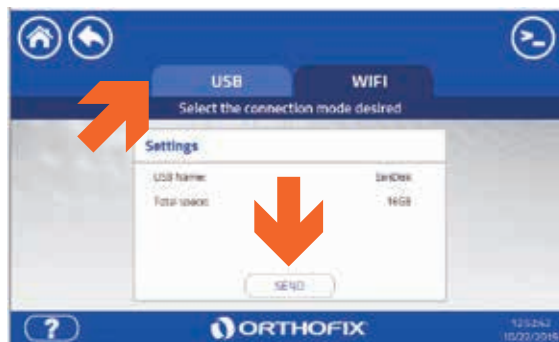 >_
USB WIFI
Select the connection mode desired
Settings
USB Name: SanDisk
Total space: 16GB
SEND
? ORTHOFIX